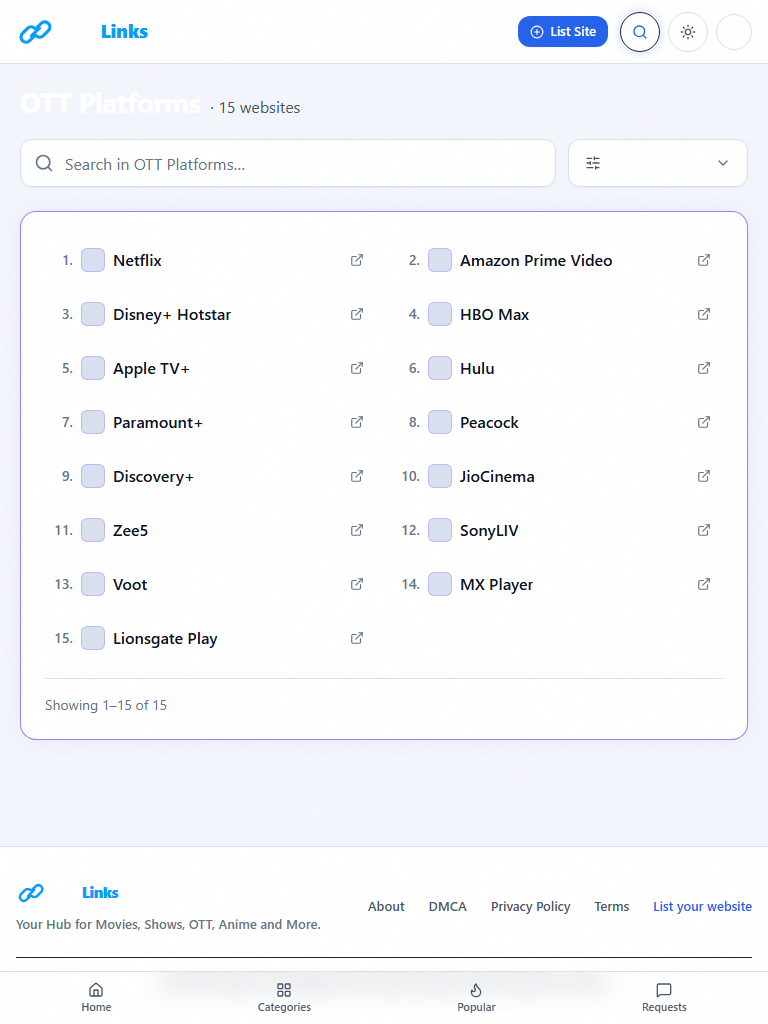 Links
List Site
OTT Platforms · 15 websites
Search in OTT Platforms...
1. Netflix
2. Amazon Prime Video
3. Disney+ Hotstar
4. HBO Max
5. Apple TV+
6. Hulu
7. Paramount+
8. Peacock
9. Discovery+
10. JioCinema
11. Zee5
12. SonyLIV
13. Voot
14. MX Player
15. Lionsgate Play
Showing 1–15 of 15
Links
Your Hub for Movies, Shows, OTT, Anime and More.
About DMCA Privacy Policy Terms List your website
Home Categories Popular Requests